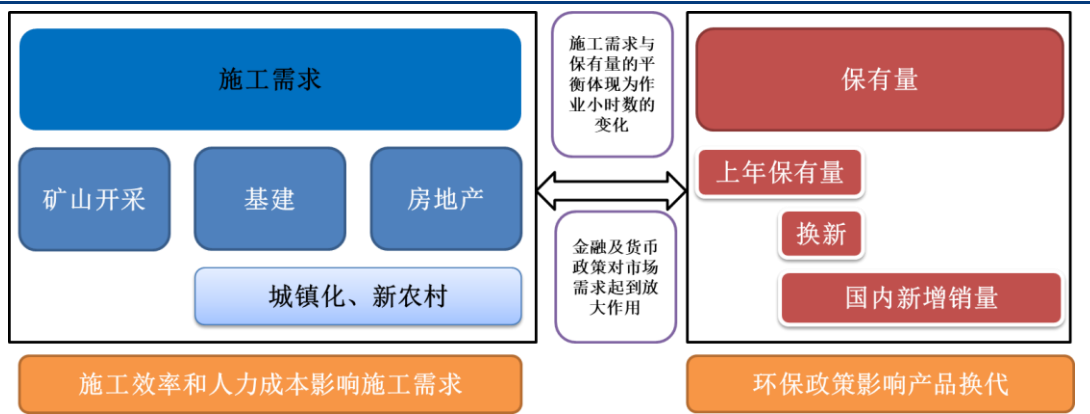 施工需求
矿山开采
基建
房地产
城镇化、新农村
施工效率和人力成本影响施工需求
施工需求与
保有量的平
衡体现为作
业小时数的
变化
金融及货币
政策对市场
需求起到放
大作用
保有量
上年保有量
换新
国内新增销量
环保政策影响产品换代